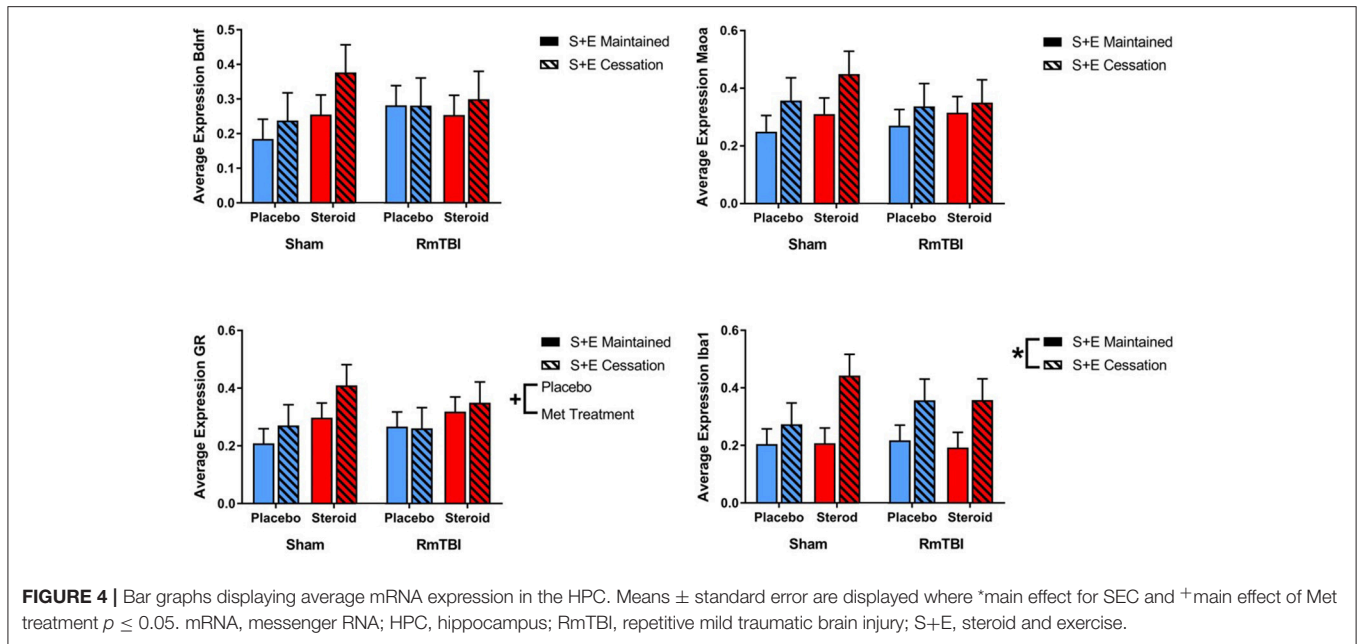 Average Expression Bdnf
0.5
0.4
0.3
0.2
0.1
0.0
Placebo Steroid Placebo Steroid
Sham RmTBI
S+E Maintained
S+E Cessation
Average Expression Maoa
0.6
0.4
0.2
0.0
Placebo Steroid Placebo Steroid
Sham RmTBI
S+E Maintained
S+E Cessation
Average Expression GR
0.6
0.4
0.2
0.0
Placebo Steroid Placebo Steroid
Sham RmTBI
S+E Maintained
S+E Cessation
+
Placebo
Met Treatment
Average Expression Iba1
0.6
0.4
0.2
0.0
Placebo Sterod Placebo Steroid
Sham RmTBI
*
S+E Maintained
S+E Cessation
FIGURE 4 | Bar graphs displaying average mRNA expression in the HPC. Means ± standard error are displayed where *main effect for SEC and +main effect of Met
treatment p ≤ 0.05. mRNA, messenger RNA; HPC, hippocampus; RmTBI, repetitive mild traumatic brain injury; S+E, steroid and exercise.